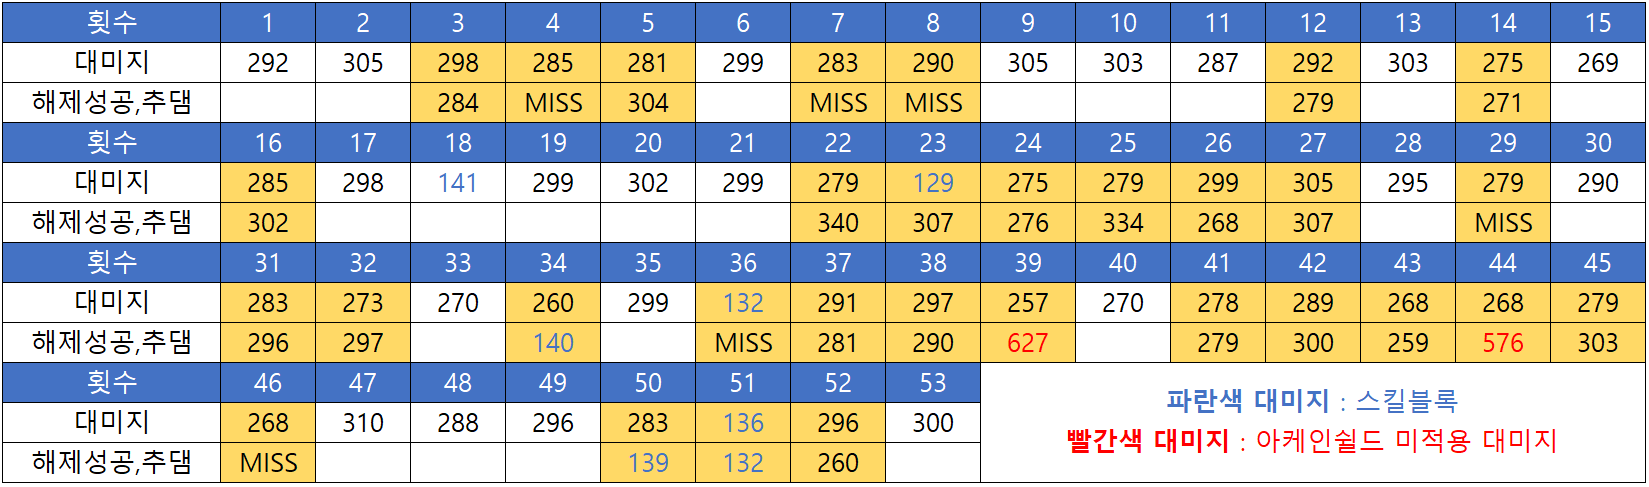 횟수 1 2 3 4 5 6 7 8 9 10 11 12 13 14 15
대미지 292 305 298 285 281 299 283 290 305 303 287 292 303 275 269
해제성공,추댐 284 MISS 304 MISS MISS 279 271
횟수 16 17 18 19 20 21 22 23 24 25 26 27 28 29 30
대미지 285 298 141 299 302 299 279 129 275 279 299 305 295 279 290
해제성공,추댐 302 340 307 276 334 268 307 MISS
횟수 31 32 33 34 35 36 37 38 39 40 41 42 43 44 45
대미지 283 273 270 260 299 132 291 297 257 270 278 289 268 268 279
해제성공,추댐 296 297 140 MISS 281 290 627 279 300 259 576 303
횟수 46 47 48 49 50 51 52 53
대미지 268 310 288 296 283 136 296 300
해제성공,추댐 MISS 139 132 260
파란색 대미지 : 스킬블록
빨간색 대미지 : 아케인쉴드 미적용 대미지